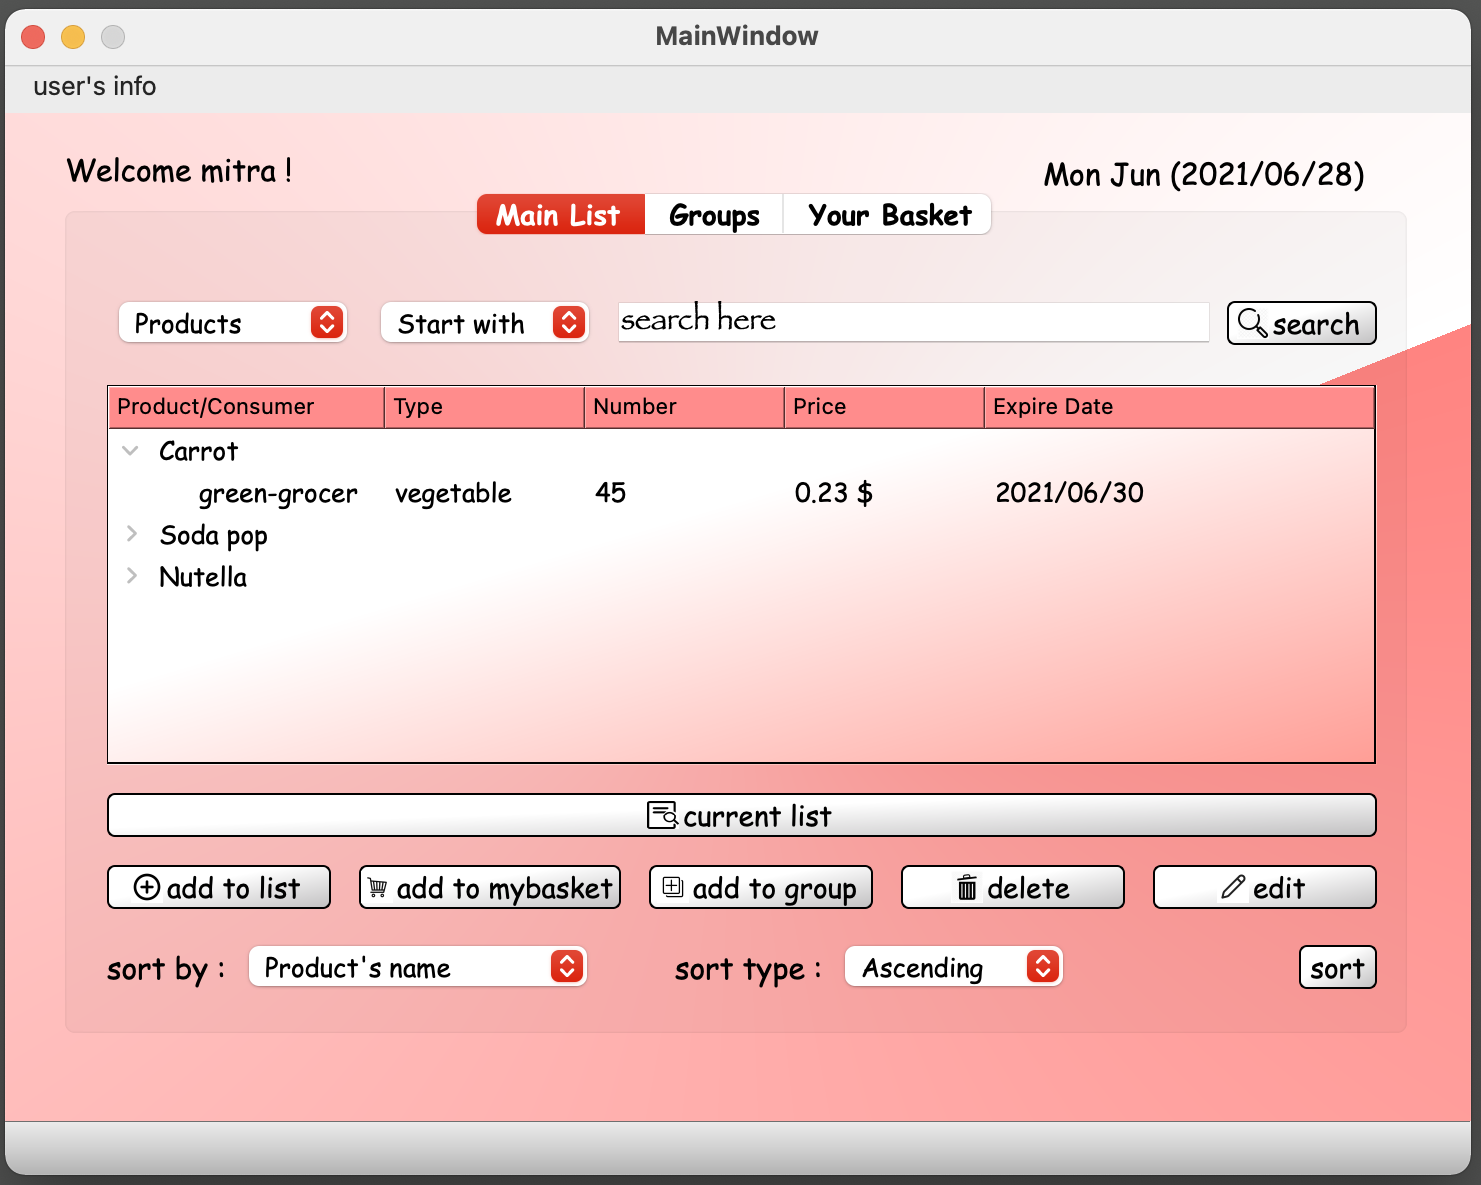 MainWindow
user's info
Welcome mitra !
Mon Jun (2021/06/28)
Main List Groups Your Basket
Products Start with search here search
Product/Consumer Type Number Price Expire Date
Carrot
green-grocer vegetable 45 0.23 $ 2021/06/30
Soda pop
Nutella
current list
add to list add to mybasket add to group delete edit
sort by : Product's name sort type : Ascending sort